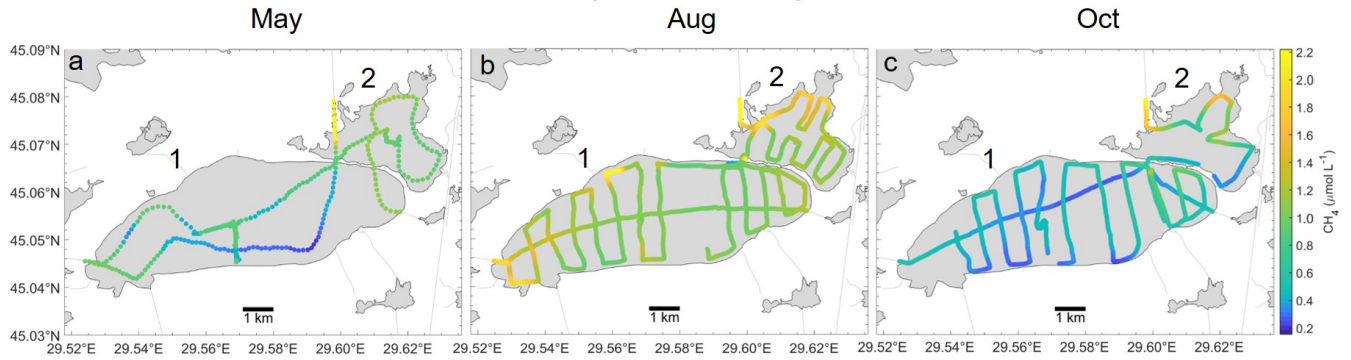 May Aug Oct
a 2 b 2 c 2
1 1 1
1 km 1 km 1 km
45.09°N
45.08°N
45.07°N
45.06°N
45.05°N
45.04°N
45.03°N
29.52°E 29.54°E 29.56°E 29.58°E 29.60°E 29.62°E 29.52°E 29.54°E 29.56°E 29.58°E 29.60°E 29.62°E 29.52°E 29.54°E 29.56°E 29.58°E 29.60°E 29.62°E
2.2
2.0
1.8
1.6
1.4
1.2
1.0
0.8
0.6
0.4
0.2
CH₄ (μmol L⁻¹)